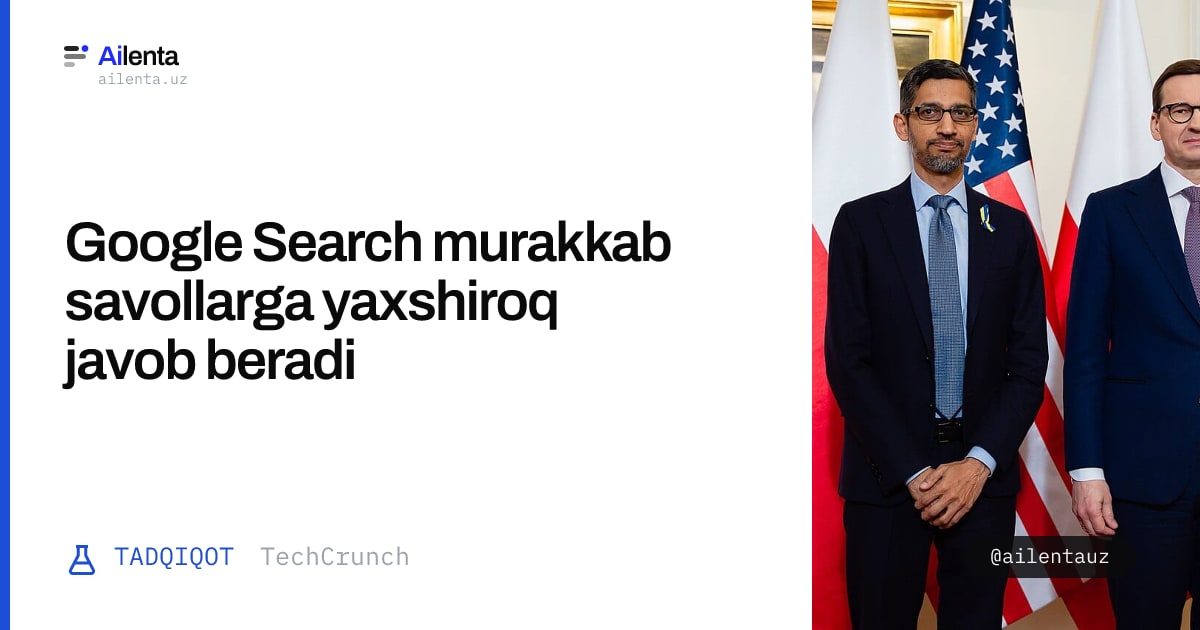 Ailenta
ailenta.uz
Google Search murakkab
savollarga yaxshiroq
javob beradi
TADQIQOT TechCrunch
@ailentauz